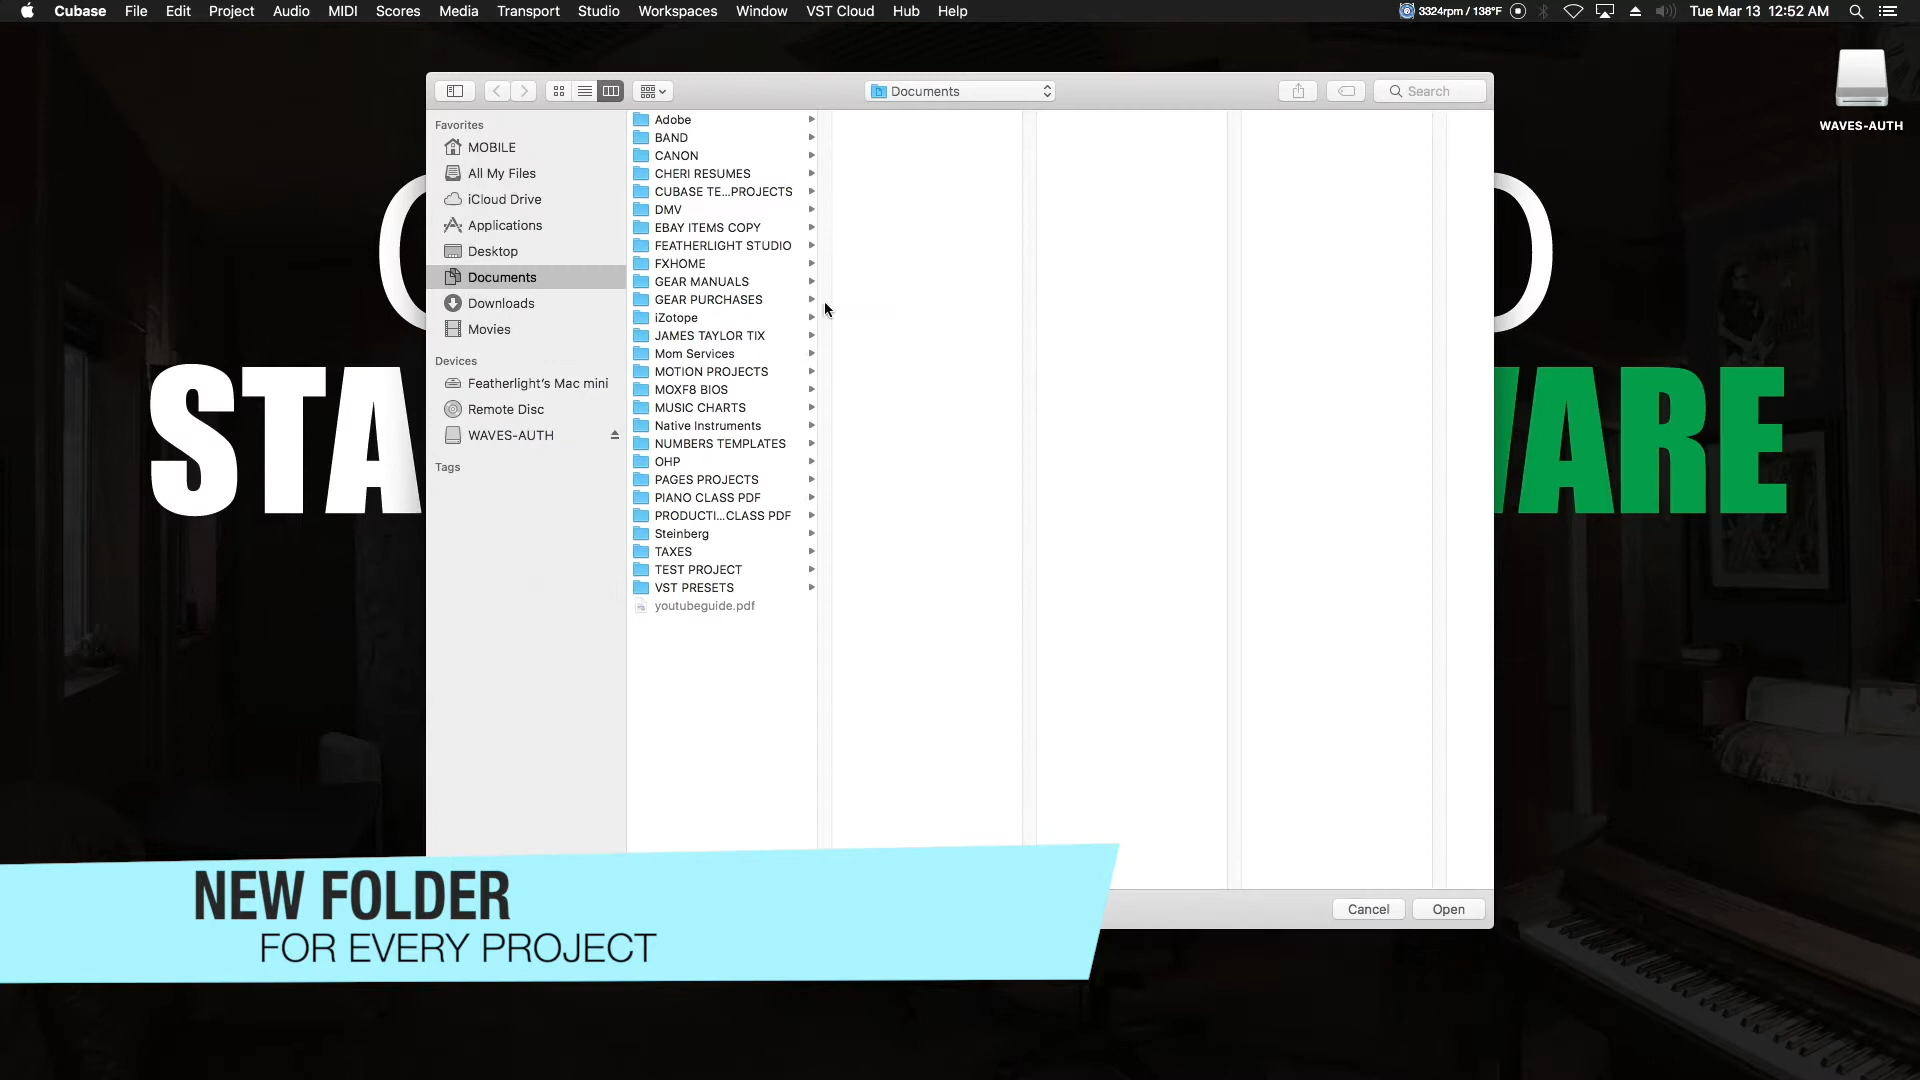 Cubase File Edit Project Audio MIDI Scores Media Transport Studio Workspaces Window VST Cloud Hub Help 3324rpm / 138°F Tue Mar 13 12:52 AM
WAVES-AUTH
Documents
Search
Favorites
MOBILE
All My Files
iCloud Drive
Applications
Desktop
Documents
Downloads
Movies
Devices
Featherlight's Mac mini
Remote Disc
WAVES-AUTH
Tags
Adobe
BAND
CANON
CHERI RESUMES
CUBASE TE...PROJECTS
DMV
EBAY ITEMS COPY
FEATHERLIGHT STUDIO
FXHOME
GEAR MANUALS
GEAR PURCHASES
iZotope
JAMES TAYLOR TIX
Mom Services
MOTION PROJECTS
MOXF8 BIOS
MUSIC CHARTS
Native Instruments
NUMBERS TEMPLATES
OHP
PAGES PROJECTS
PIANO CLASS PDF
PRODUCTI...CLASS PDF
Steinberg
TAXES
TEST PROJECT
VST PRESETS
youtubeguide.pdf
Cancel
Open
NEW FOLDER
FOR EVERY PROJECT